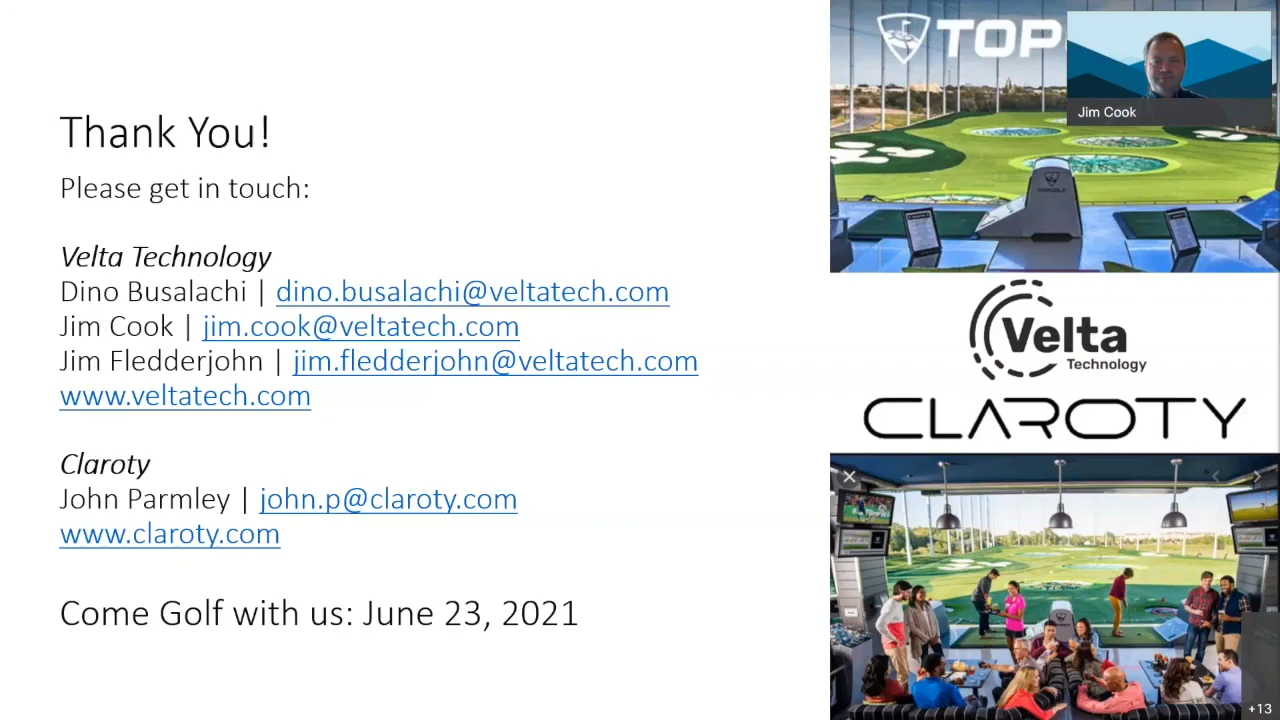 Thank You!
Please get in touch:
Velta Technology
Dino Busalachi | dino.busalachi@veltatech.com
Jim Cook | jim.cook@veltatech.com
Jim Fledderjohn | jim.fledderjohn@veltatech.com
www.veltatech.com
Claroty
John Parmley | john.p@claroty.com
www.claroty.com
Come Golf with us: June 23, 2021
TOP
Jim Cook
TOPGOLF
Velta
Technology
CLAROTY
+13